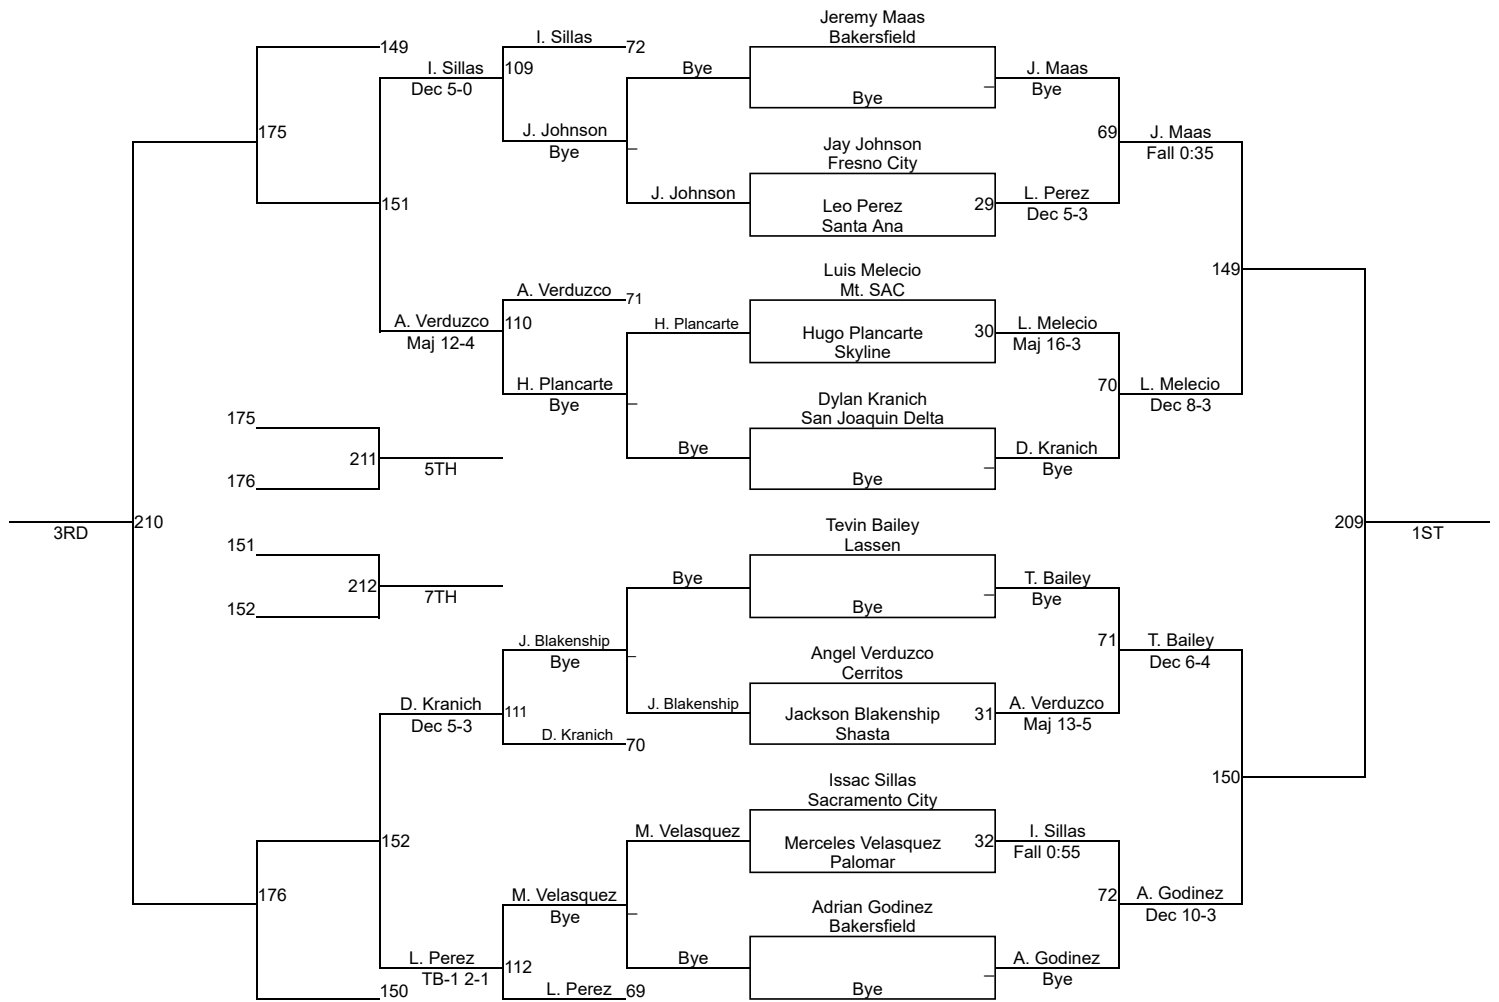 Jeremy Maas
Bakersfield
Bye
Jay Johnson
Fresno City
Leo Perez
Santa Ana
29
Luis Melecio
Mt. SAC
Hugo Plancarte
Skyline
30
Dylan Kranich
San Joaquin Delta
Bye
Tevin Bailey
Lassen
Bye
Angel Verduzco
Cerritos
Jackson Blakenship
Shasta
31
Issac Sillas
Sacramento City
Merceles Velasquez
Palomar
32
Adrian Godinez
Bakersfield
Bye
J. Maas
Bye
69
L. Perez
Dec 5-3
L. Melecio
Maj 16-3
70
D. Kranich
Bye
T. Bailey
Bye
71
A. Verduzco
Maj 13-5
I. Sillas
Fall 0:55
72
A. Godinez
Bye
J. Maas
Fall 0:35
149
L. Melecio
Dec 8-3
T. Bailey
Dec 6-4
150
A. Godinez
Dec 10-3
209
1ST
Bye
J. Johnson
H. Plancarte
Bye
Bye
J. Blakenship
M. Velasquez
Bye
I. Sillas
72
109
J. Johnson
Bye
A. Verduzco
71
110
H. Plancarte
Bye
J. Blakenship
Bye
111
D. Kranich
70
M. Velasquez
Bye
112
L. Perez
69
149
I. Sillas
Dec 5-0
151
A. Verduzco
Maj 12-4
D. Kranich
Dec 5-3
152
L. Perez
TB-1 2-1
150
175
176
175
211
5TH
176
151
212
7TH
152
210
3RD